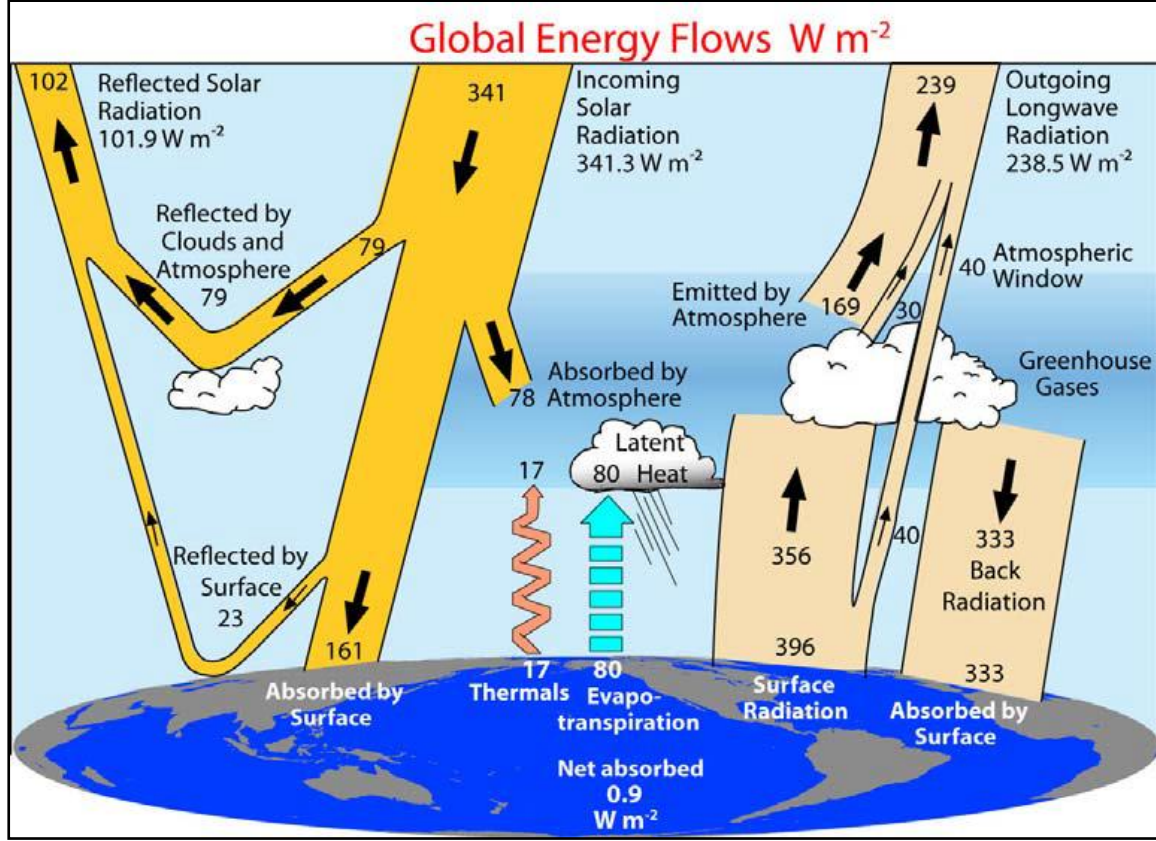 Global Energy Flows W m-2
102
Reflected Solar
Radiation
101.9 W m-2
341
Incoming
Solar
Radiation
341.3 W m-2
239
Outgoing
Longwave
Radiation
238.5 W m-2
Reflected by
Clouds and
Atmosphere
79
79
Emitted by
Atmosphere
169
30
40
Atmospheric
Window
Greenhouse
Gases
78
Absorbed by
Atmosphere
Latent
80 Heat
17
356
40
333
Back
Radiation
Reflected by
Surface
23
161
Absorbed by
Surface
17
Thermals
80
Evapo-
transpiration
396
Surface
Radiation
333
Absorbed by
Surface
Net absorbed
0.9
W m-2